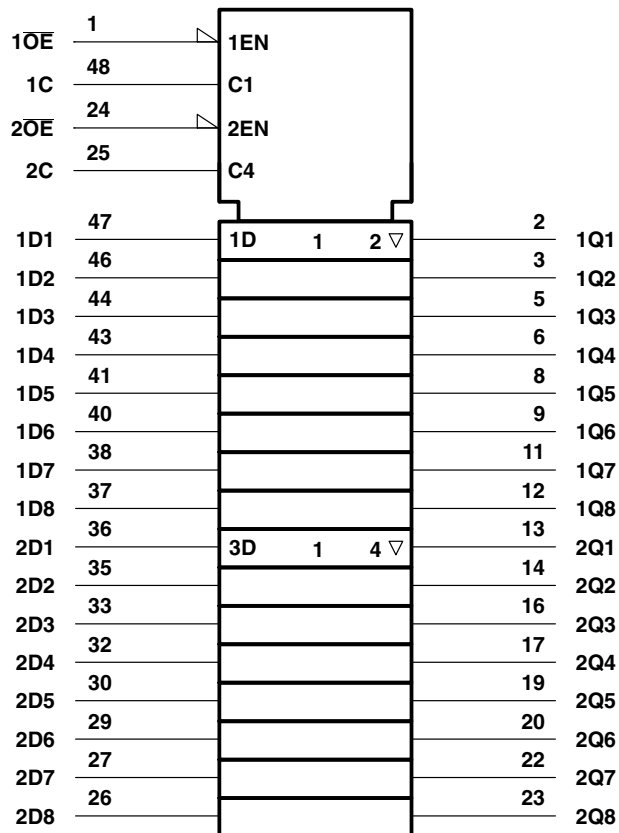 1O̅E̅ 1 1EN
1C 48 C1
2O̅E̅ 24 2EN
2C 25 C4
1D1 47 1D 1 2 ▽ 2 1Q1
1D2 46 3 1Q2
1D3 44 5 1Q3
1D4 43 6 1Q4
1D5 41 8 1Q5
1D6 40 9 1Q6
1D7 38 11 1Q7
1D8 37 12 1Q8
2D1 36 3D 1 4 ▽ 13 2Q1
2D2 35 14 2Q2
2D3 33 16 2Q3
2D4 32 17 2Q4
2D5 30 19 2Q5
2D6 29 20 2Q6
2D7 27 22 2Q7
2D8 26 23 2Q8